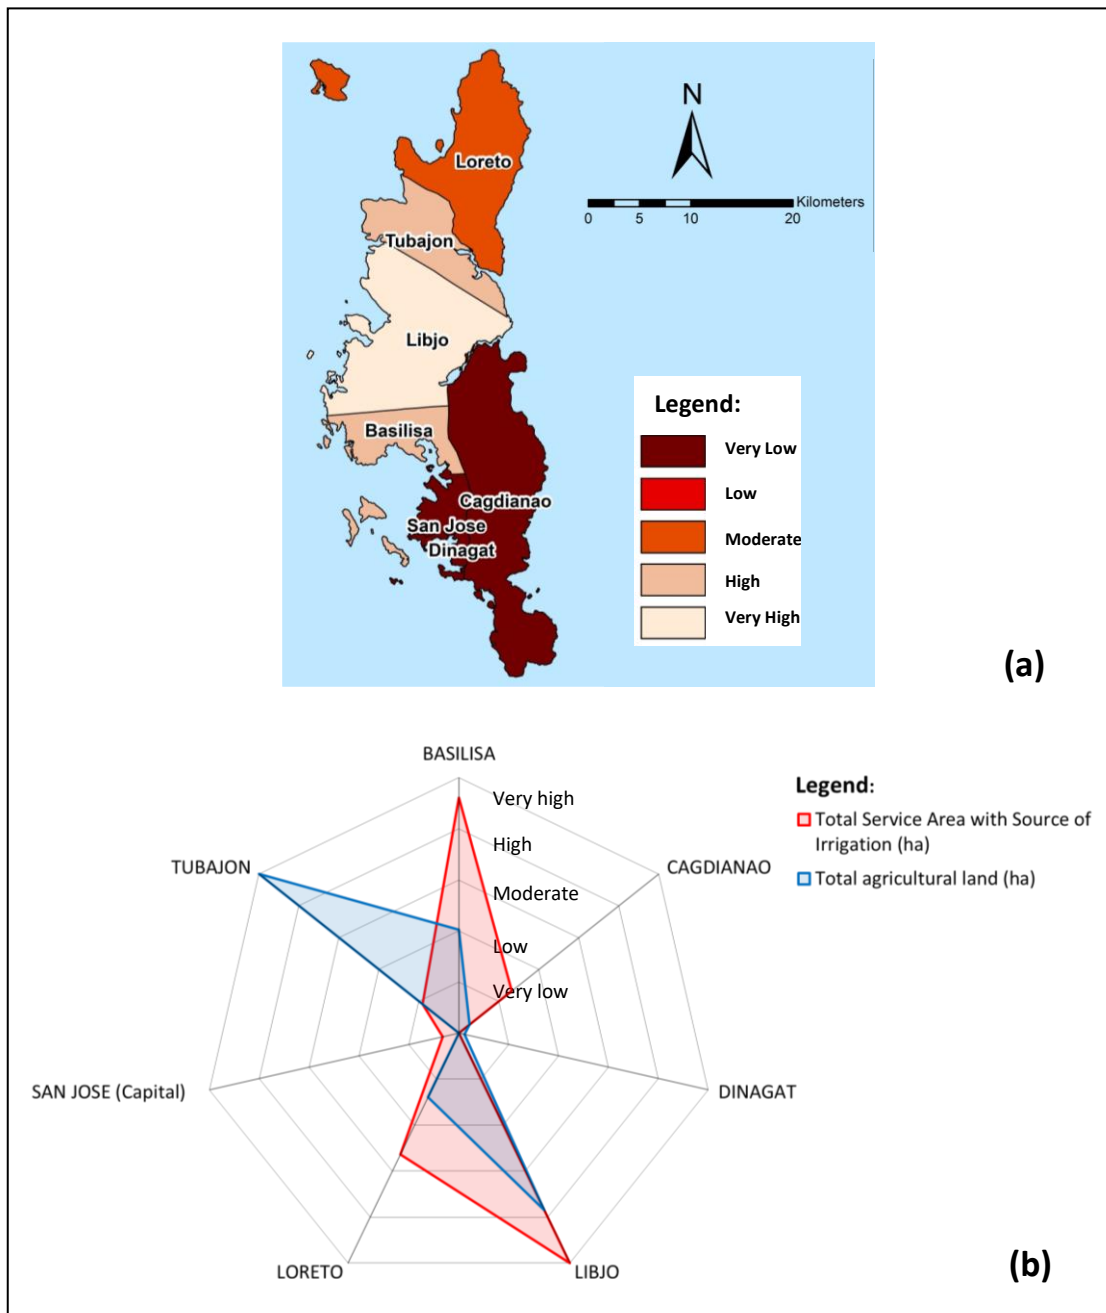 N
Kilometers
0 5 10 20
Loreto
Tubajon
Libjo
Basilisa
Cagdianao
San Jose
Dinagat
Legend:
Very Low
Low
Moderate
High
Very High
(a)
BASILISA
CAGDIANAO
DINAGAT
LIBJO
LORETO
SAN JOSE (Capital)
TUBAJON
Very high
High
Moderate
Low
Very low
Legend:
Total Service Area with Source of
Irrigation (ha)
Total agricultural land (ha)
(b)